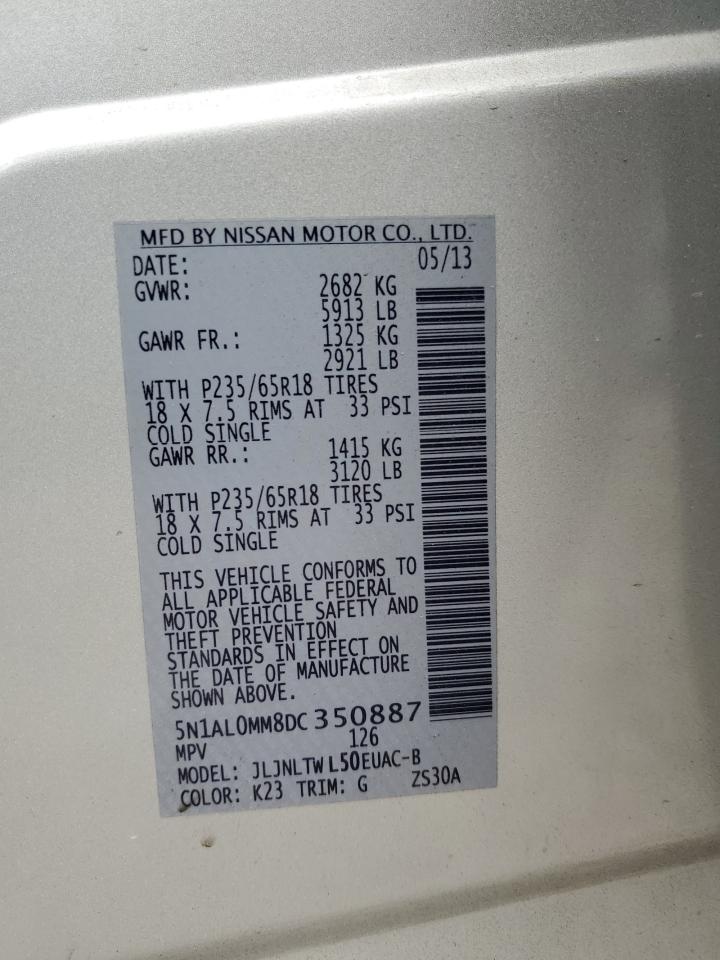 MFD BY NISSAN MOTOR CO., LTD.
DATE: 05/13
GVWR: 2682 KG
5913 LB
GAWR FR.: 1325 KG
2921 LB
WITH P235/65R18 TIRES
18 X 7.5 RIMS AT 33 PSI
COLD SINGLE
GAWR RR.: 1415 KG
3120 LB
WITH P235/65R18 TIRES
18 X 7.5 RIMS AT 33 PSI
COLD SINGLE
THIS VEHICLE CONFORMS TO
ALL APPLICABLE FEDERAL
MOTOR VEHICLE SAFETY AND
THEFT PREVENTION
STANDARDS IN EFFECT ON
THE DATE OF MANUFACTURE
SHOWN ABOVE.
5N1AL0MM8DC350887
MPV 126
MODEL: JLJNLTWL50EUAC-B
COLOR: K23 TRIM: G ZS30A